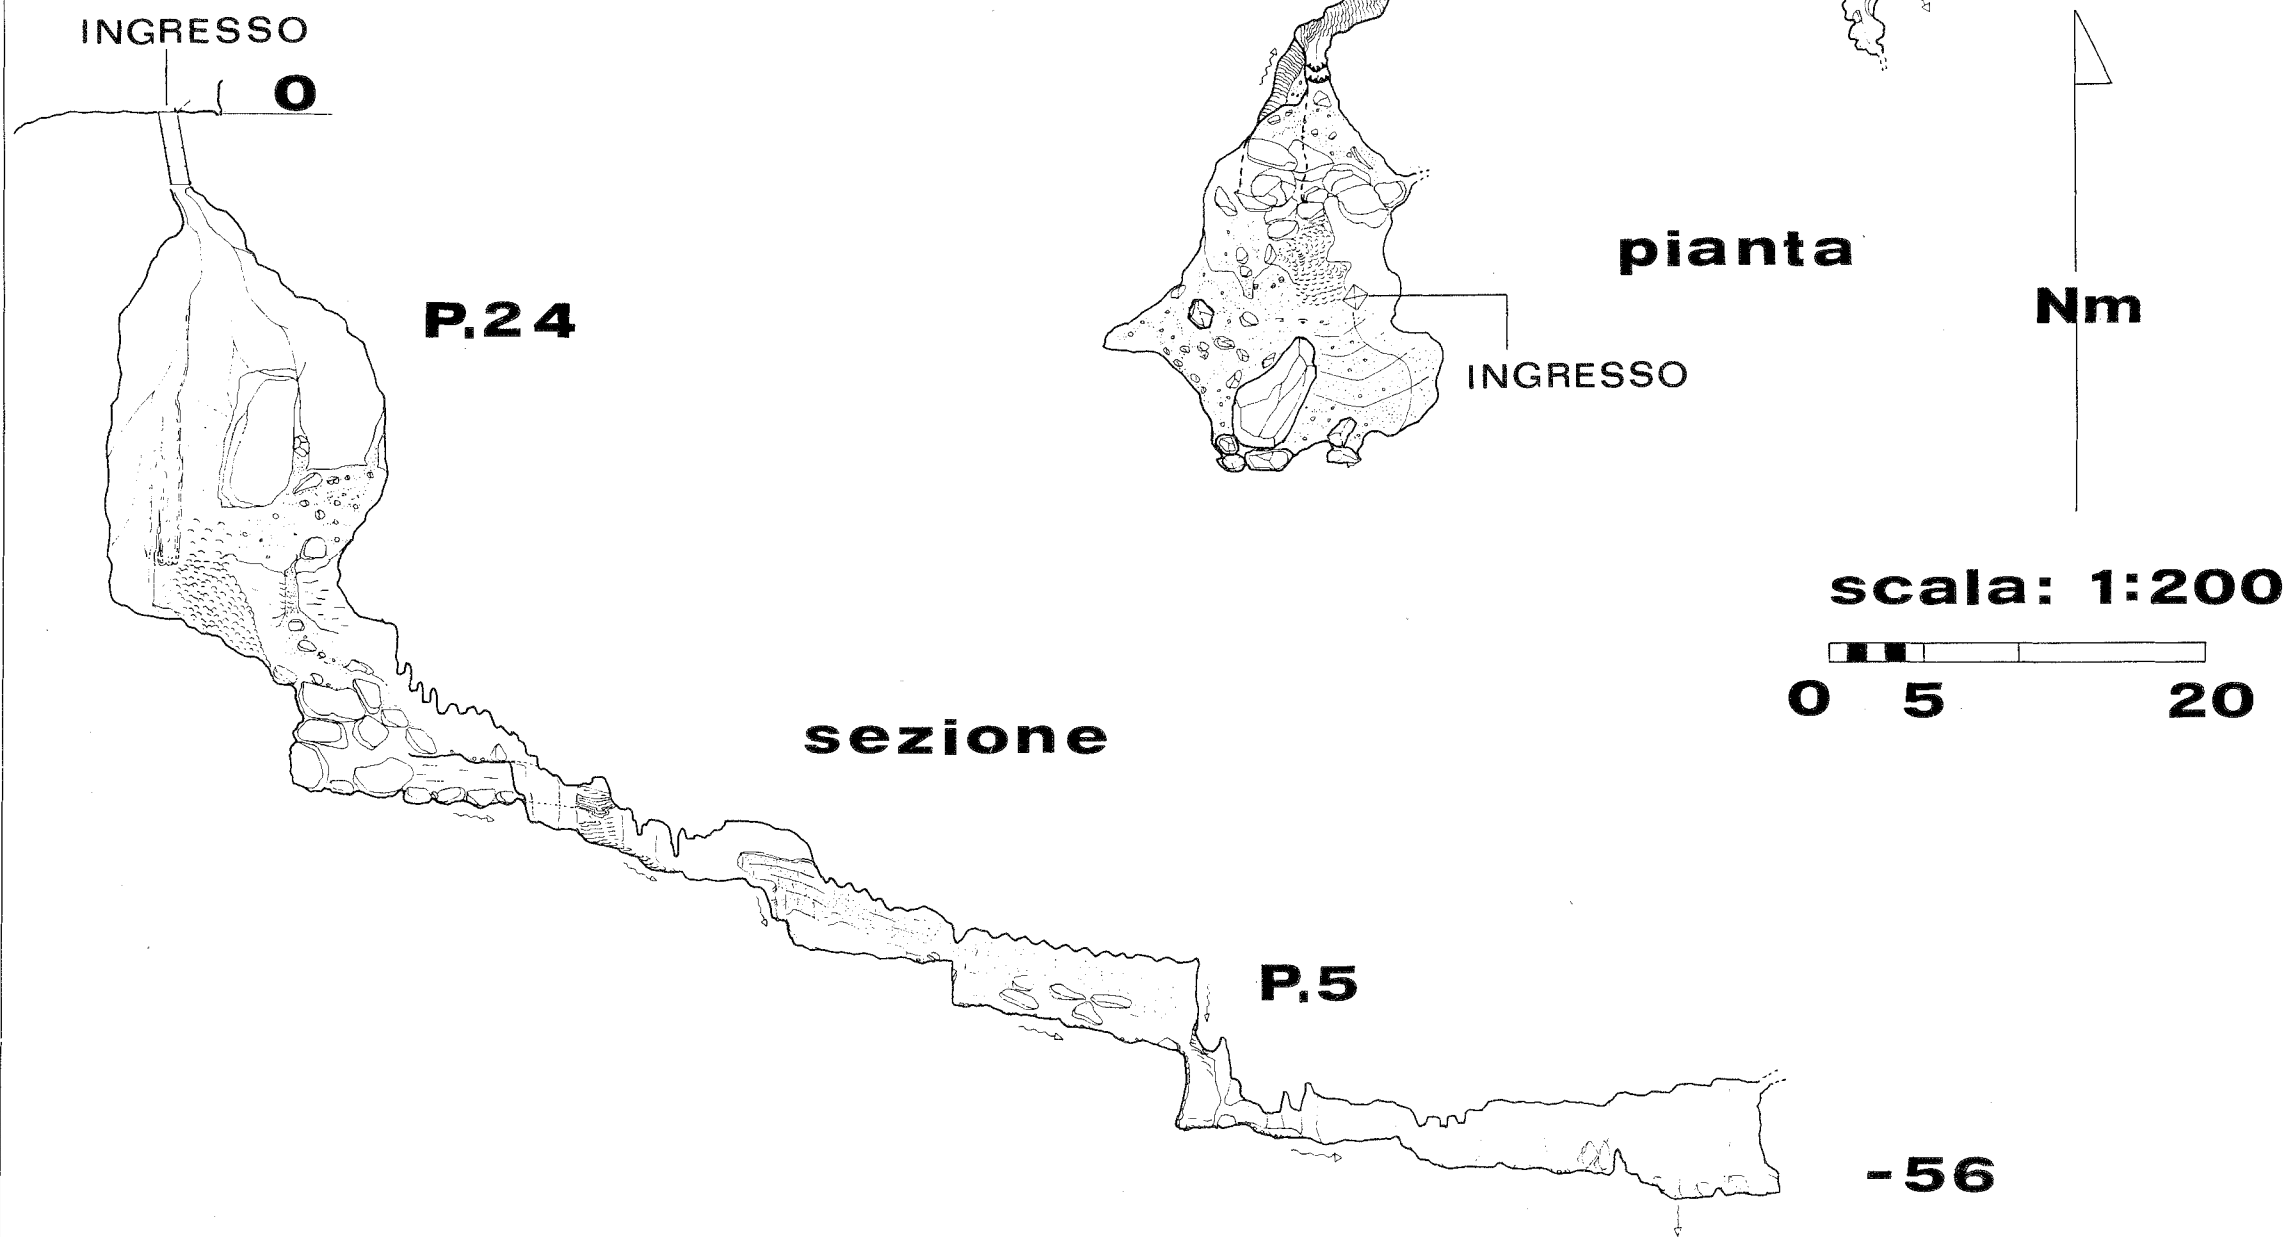 INGRESSO
0
P.24
pianta
Nm
INGRESSO
scala: 1:200
0 5 20
sezione
P.5
-56